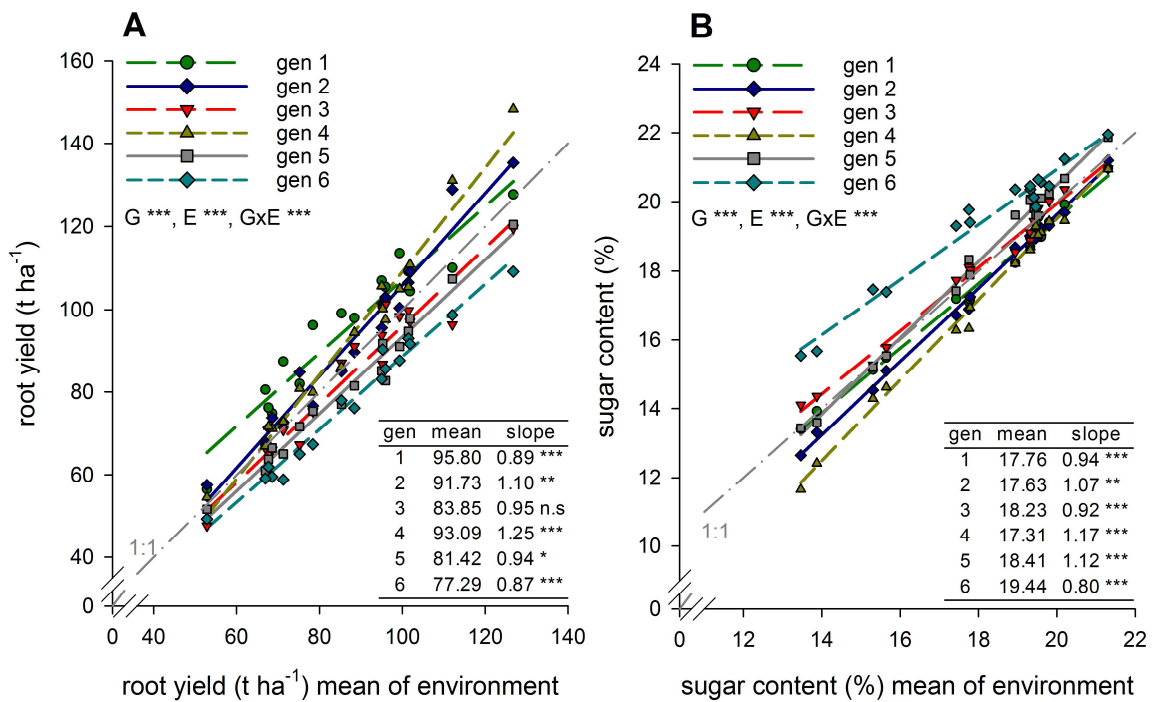 A
160
140
120
100
80
60
40
0
root yield (t ha-1)
gen 1
gen 2
gen 3
gen 4
gen 5
gen 6
G ***, E ***, GxE ***
1:1
gen mean slope
1 95.80 0.89 ***
2 91.73 1.10 **
3 83.85 0.95 n.s
4 93.09 1.25 ***
5 81.42 0.94 *
6 77.29 0.87 ***
0 40 60 80 100 120 140
root yield (t ha-1) mean of environment
B
24
22
20
18
16
14
12
10
0
sugar content (%)
gen 1
gen 2
gen 3
gen 4
gen 5
gen 6
G ***, E ***, GxE ***
1:1
gen mean slope
1 17.76 0.94 ***
2 17.63 1.07 **
3 18.23 0.92 ***
4 17.31 1.17 ***
5 18.41 1.12 ***
6 19.44 0.80 ***
0 12 14 16 18 20 22
sugar content (%) mean of environment